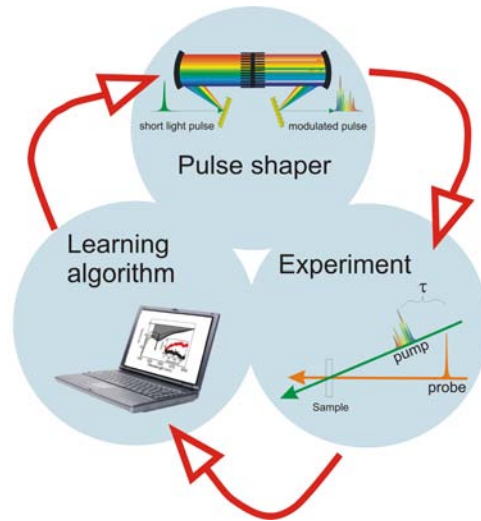 short light pulse
modulated pulse
Pulse shaper
Learning
algorithm
Experiment
τ
pump
probe
Sample